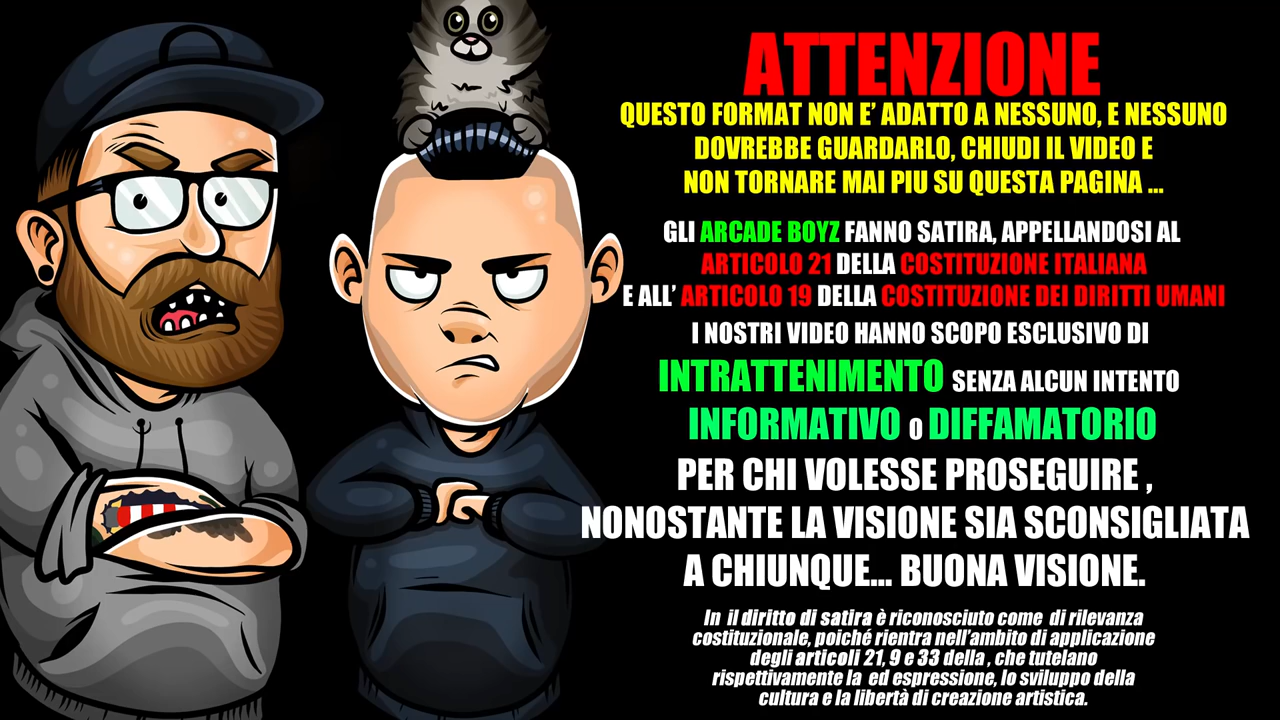 ATTENZIONE
QUESTO FORMAT NON E' ADATTO A NESSUNO, E NESSUNO
DOVREBBE GUARDARLO, CHIUDI IL VIDEO E
NON TORNARE MAI PIU SU QUESTA PAGINA ...
GLI ARCADE BOYZ FANNO SATIRA, APPELLANDOSI AL
ARTICOLO 21 DELLA COSTITUZIONE ITALIANA
E ALL' ARTICOLO 19 DELLA COSTITUZIONE DEI DIRITTI UMANI
I NOSTRI VIDEO HANNO SCOPO ESCLUSIVO DI
INTRATTENIMENTO SENZA ALCUN INTENTO
INFORMATIVO O DIFFAMATORIO
PER CHI VOLESSE PROSEGUIRE ,
NONOSTANTE LA VISIONE SIA SCONSIGLIATA
A CHIUNQUE... BUONA VISIONE.
In il diritto di satira è riconosciuto come di rilevanza
costituzionale, poiché rientra nell'ambito di applicazione
degli articoli 21, 9 e 33 della , che tutelano
rispettivamente la ed espressione, lo sviluppo della
cultura e la libertà di creazione artistica.